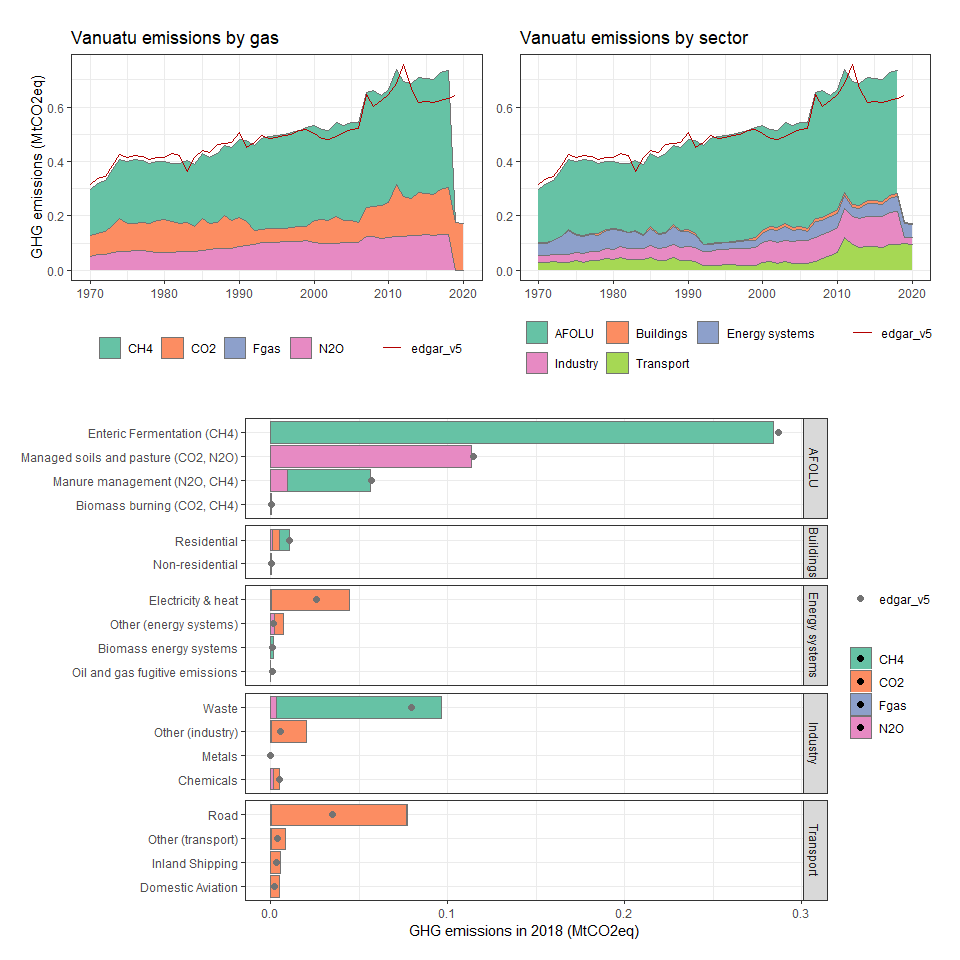 Vanuatu emissions by gas
GHG emissions (MtCO2eq)
0.6
0.4
0.2
0.0
1970 1980 1990 2000 2010 2020
CH4 CO2 Fgas N2O edgar_v5
Vanuatu emissions by sector
0.6
0.4
0.2
0.0
1970 1980 1990 2000 2010 2020
AFOLU Buildings Energy systems edgar_v5
Industry Transport
Enteric Fermentation (CH4)
Managed soils and pasture (CO2, N2O)
Manure management (N2O, CH4)
Biomass burning (CO2, CH4)
AFOLU
Residential
Non-residential
Buildings
Electricity & heat
Other (energy systems)
Biomass energy systems
Oil and gas fugitive emissions
Energy systems
Waste
Other (industry)
Metals
Chemicals
Industry
Road
Other (transport)
Inland Shipping
Domestic Aviation
Transport
0.0 0.1 0.2 0.3
GHG emissions in 2018 (MtCO2eq)
edgar_v5
CH4
CO2
Fgas
N2O